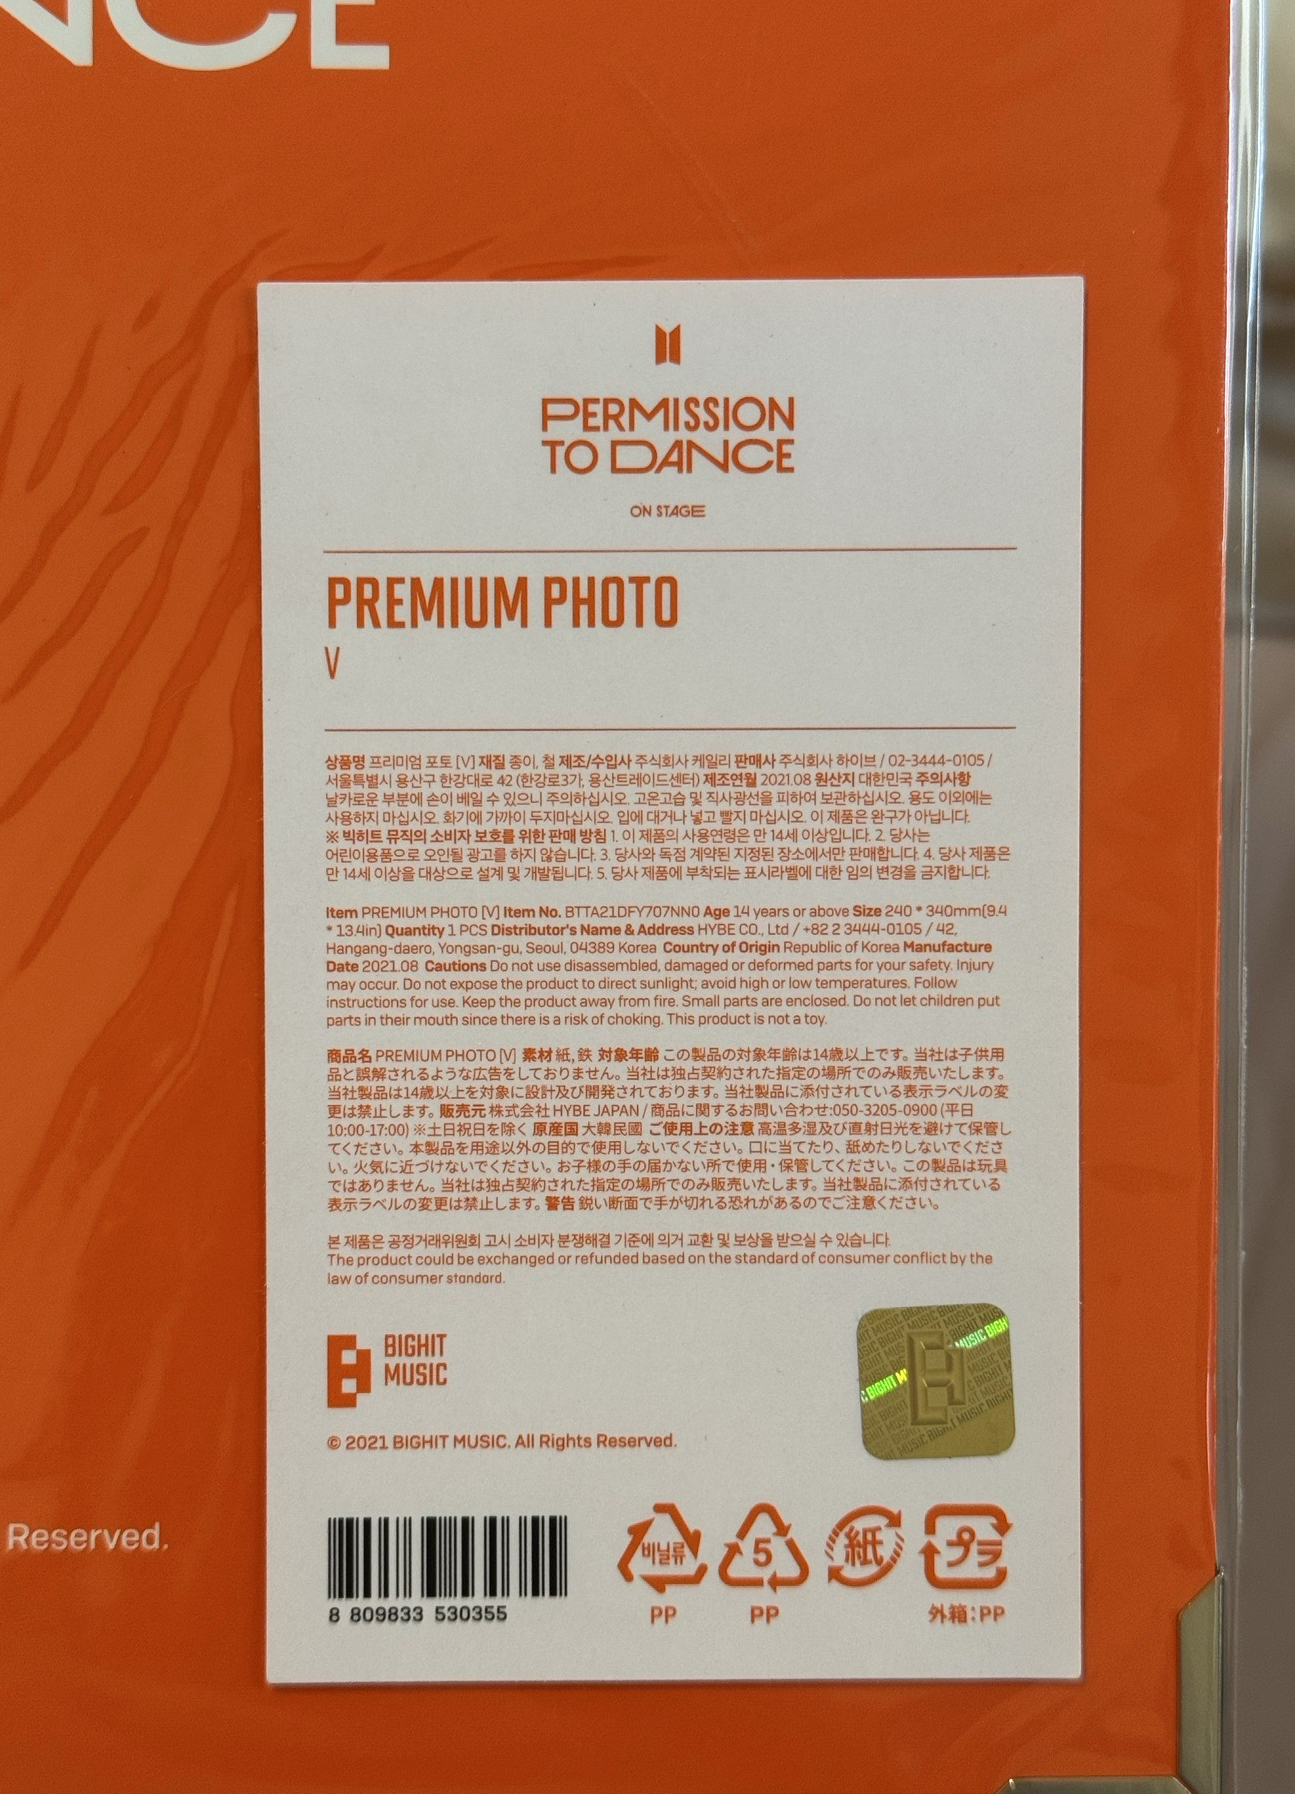 NCE
PERMISSION
TO DANCE
ON STAGE
PREMIUM PHOTO
V
상품명 프리미엄 포토 [V] 재질 종이, 철 제조/수입사 주식회사 케일리 판매사 주식회사 하이브 / 02-3444-0105 /
서울특별시 용산구 한강대로 42 (한강로3가, 용산트레이드센터) 제조연월 2021.08 원산지 대한민국 주의사항
날카로운 부분에 손이 베일 수 있으니 주의하십시오. 고온고습 및 직사광선을 피하여 보관하십시오. 용도 이외에는
사용하지 마십시오. 화기에 가까이 두지마십시오. 입에 대거나 넣고 빨지 마십시오. 이 제품은 완구가 아닙니다.
※ 빅히트 뮤직의 소비자 보호를 위한 판매 방침 1. 이 제품의 사용연령은 만 14세 이상입니다. 2. 당사는
어린이용품으로 오인될 광고를 하지 않습니다. 3. 당사와 독점 계약된 지정된 장소에서만 판매합니다. 4. 당사 제품은
만 14세 이상을 대상으로 설계 및 개발됩니다. 5. 당사 제품에 부착되는 표시라벨에 대한 임의 변경을 금지합니다.
Item PREMIUM PHOTO [V] Item No. BTTA21DFY707NN0 Age 14 years or above Size 240 * 340mm(9.4
* 13.4in) Quantity 1 PCS Distributor's Name & Address HYBE CO., Ltd / +82 2 3444-0105 / 42,
Hangang-daero, Yongsan-gu, Seoul, 04389 Korea Country of Origin Republic of Korea Manufacture
Date 2021.08 Cautions Do not use disassembled, damaged or deformed parts for your safety. Injury
may occur. Do not expose the product to direct sunlight; avoid high or low temperatures. Follow
instructions for use. Keep the product away from fire. Small parts are enclosed. Do not let children put
parts in their mouth since there is a risk of choking. This product is not a toy.
商品名 PREMIUM PHOTO [V] 素材 紙, 鉄 対象年齢 この製品の対象年齢は14歳以上です。当社は子供用
品と誤解されるような広告をしておりません。当社は独占契約された指定の場所でのみ販売いたします。
当社製品は14歳以上を対象に設計及び開発されております。当社製品に添付されている表示ラベルの変
更は禁止します。販売元 株式会社 HYBE JAPAN / 商品に関するお問い合わせ:050-3205-0900 (平日
10:00-17:00) ※土日祝日を除く 原産国 大韓民國 ご使用上の注意 高温多湿及び直射日光を避けて保管し
てください。本製品を用途以外の目的で使用しないでください。口に当てたり、舐めたりしないでくださ
い。火気に近づけないでください。お子様の手の届かない所で使用・保管してください。この製品は玩具
ではありません。当社は独占契約された指定の場所でのみ販売いたします。当社製品に添付されている
表示ラベルの変更は禁止します。警告 鋭い断面で手が切れる恐れがあるのでご注意ください。
본 제품은 공정거래위원회 고시 소비자 분쟁해결 기준에 의거 교환 및 보상을 받으실 수 있습니다.
The product could be exchanged or refunded based on the standard of consumer conflict by the
law of consumer standard.
BIGHIT
MUSIC
MUSIC BIGH
BIGHIT M
© 2021 BIGHIT MUSIC. All Rights Reserved.
Reserved.
8 809833 530355
비닐류
PP
5
PP
紙
プラ
外箱:PP